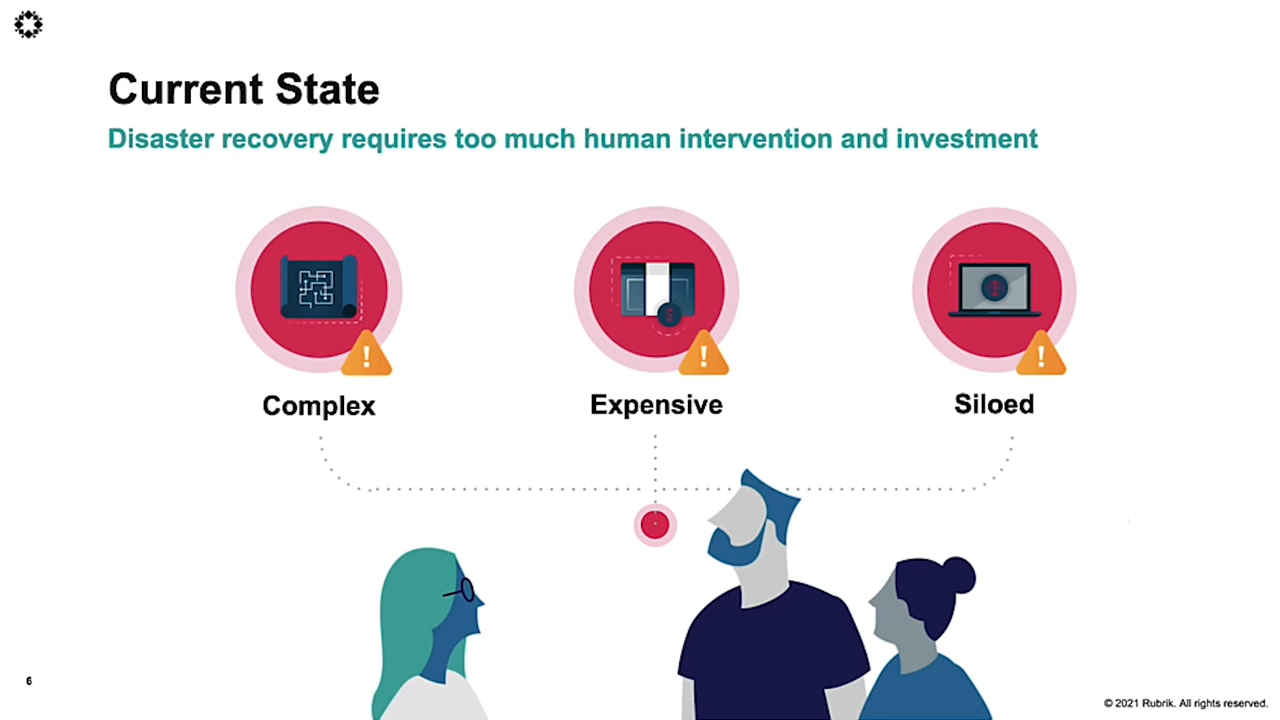 Current State
Disaster recovery requires too much human intervention and investment
Complex
Expensive
Siloed
6
© 2021 Rubrik. All rights reserved.